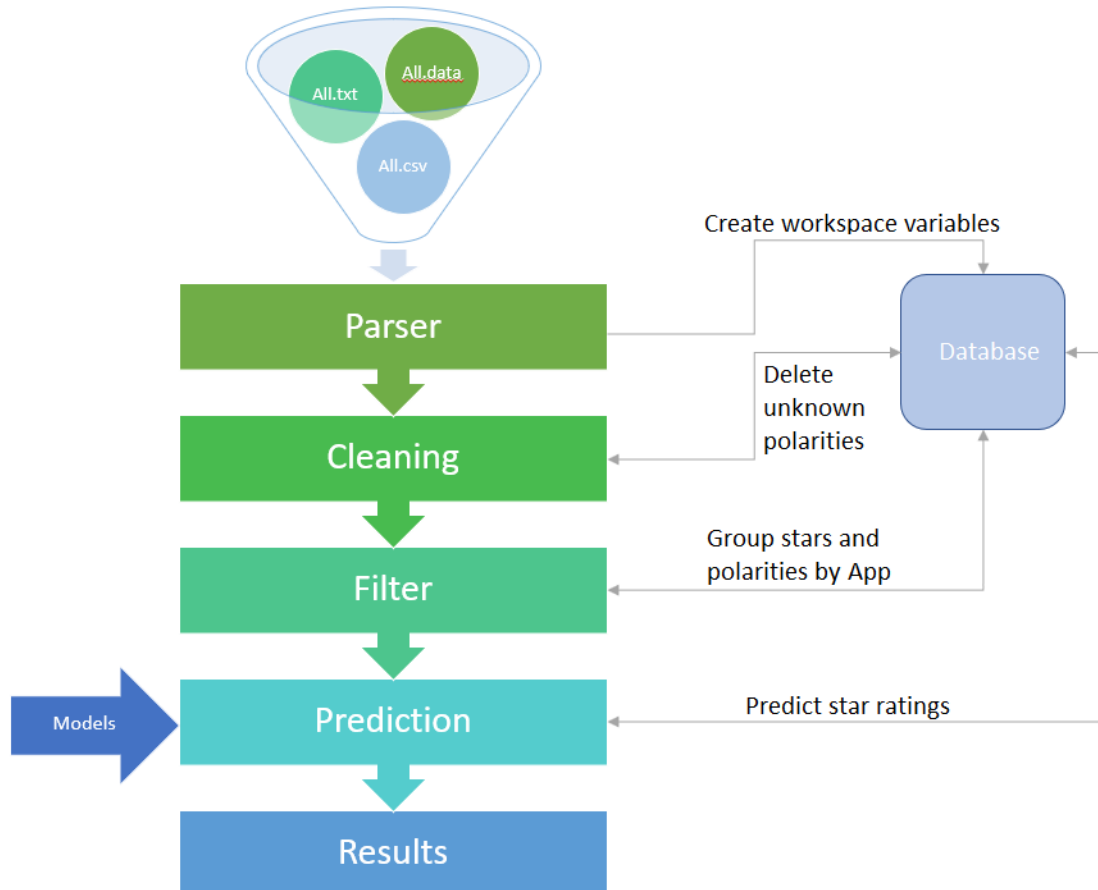 All.data
All.txt
All.csv
Create workspace variables
Parser
Database
Delete
unknown
polarities
Cleaning
Group stars and
polarities by App
Filter
Predict star ratings
Models
Prediction
Results